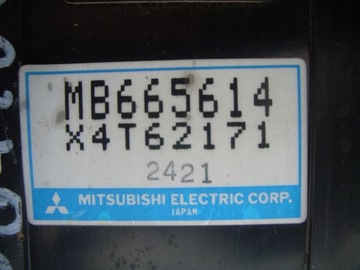 MB665614
X4T62171
2421
MITSUBISHI ELECTRIC CORP.
JAPAN